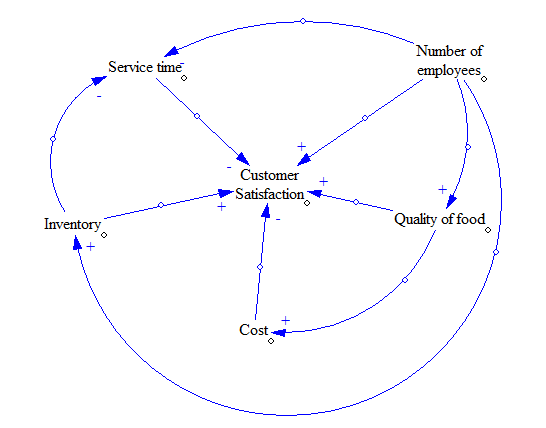 Number of
employees
Service time
-
-
+
-
Customer
Satisfaction
+
+
Inventory
+
+
-
Quality of food
+
Cost
+